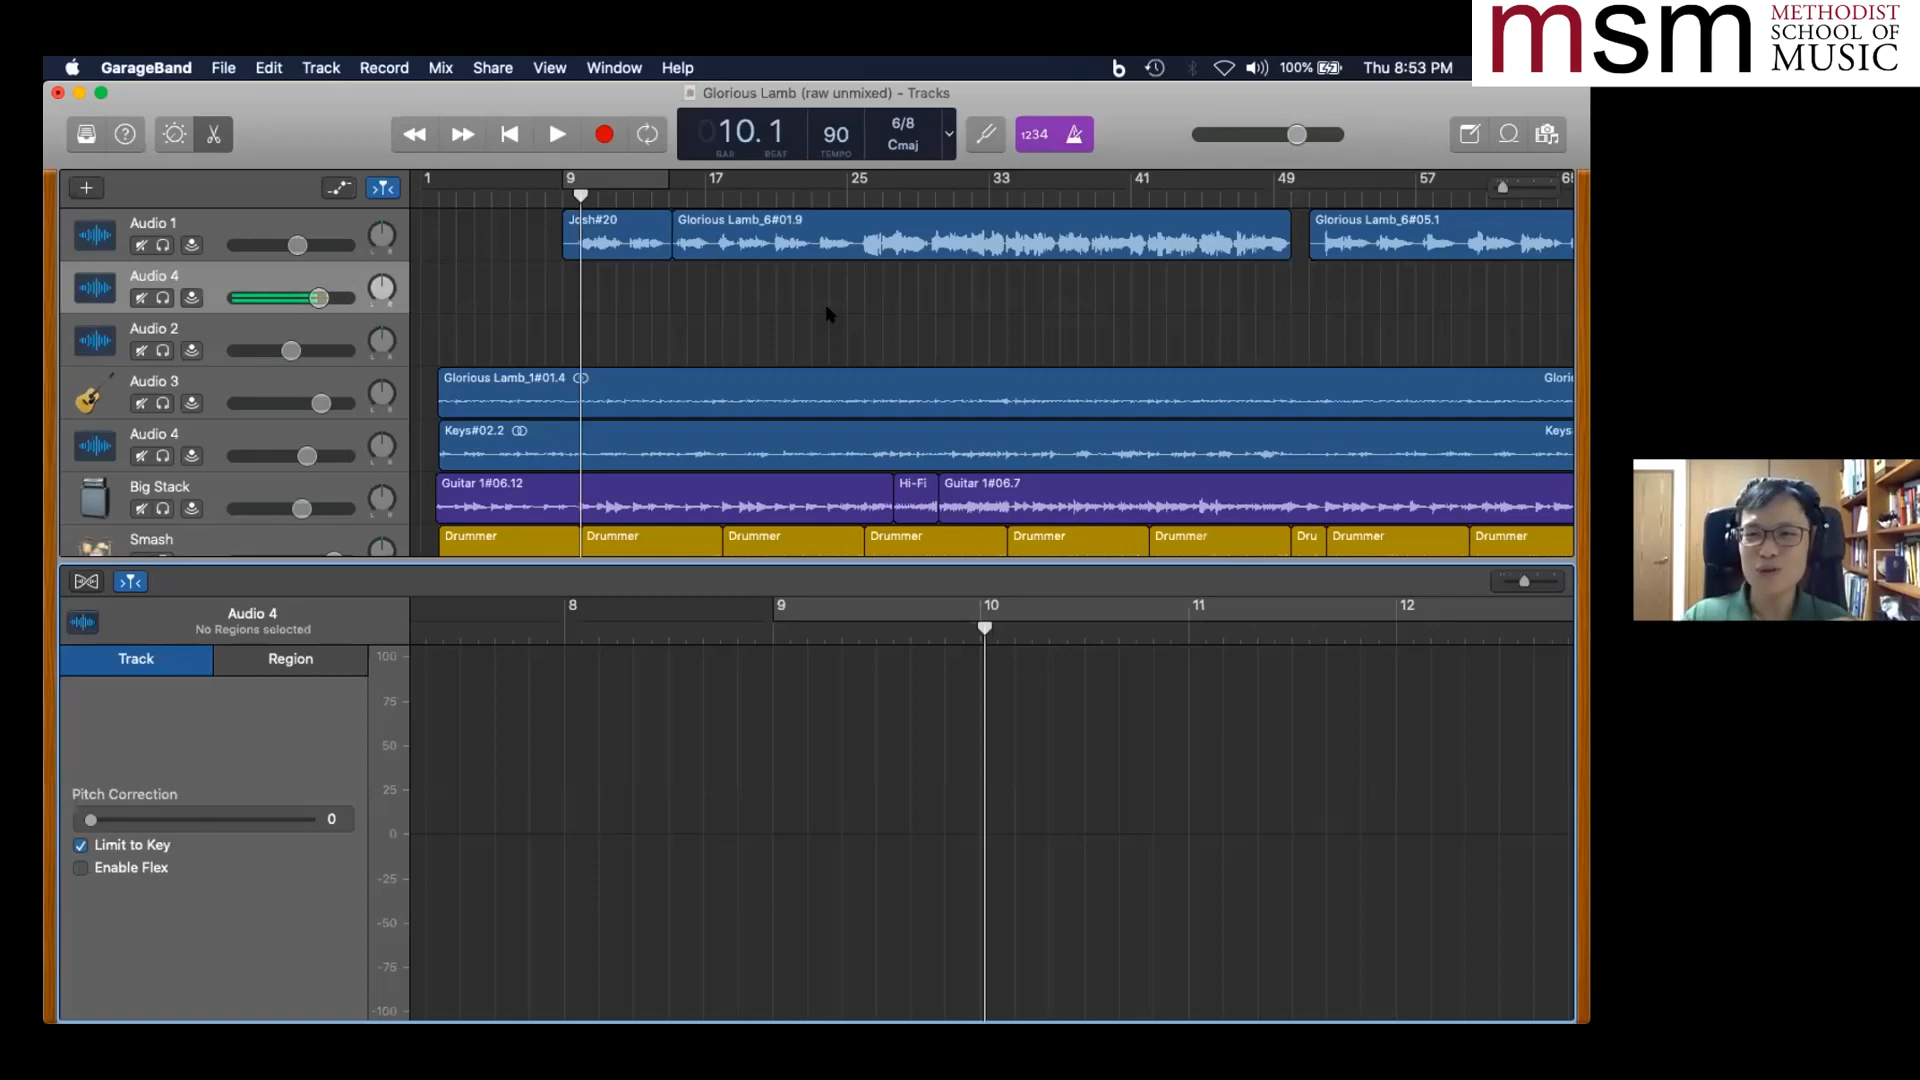 msm METHODIST
SCHOOL OF
MUSIC
GarageBand File Edit Track Record Mix Share View Window Help
100% Thu 8:53 PM
Glorious Lamb (raw unmixed) - Tracks
010. 1 90 6/8
Cmaj
BAR BEAT TEMPO
1234
1 9 17 25 33 41 49 57 65
Audio 1
Josh#20 Glorious Lamb_6#01.9 Glorious Lamb_6#05.1
L R
Audio 4
L R
Audio 2
L R
Audio 3
Glorious Lamb_1#01.4 Glori
L R
Audio 4
Keys#02.2 Keys
L R
Big Stack
Guitar 1#06.12 Hi-Fi Guitar 1#06.7
L R
Smash
Drummer Drummer Drummer Drummer Drummer Drummer Dru Drummer Drummer
Audio 4
No Regions selected
8 9 10 11 12
Track Region
100
75
50
25
0
-25
-50
-75
-100
Pitch Correction
0
Limit to Key
Enable Flex